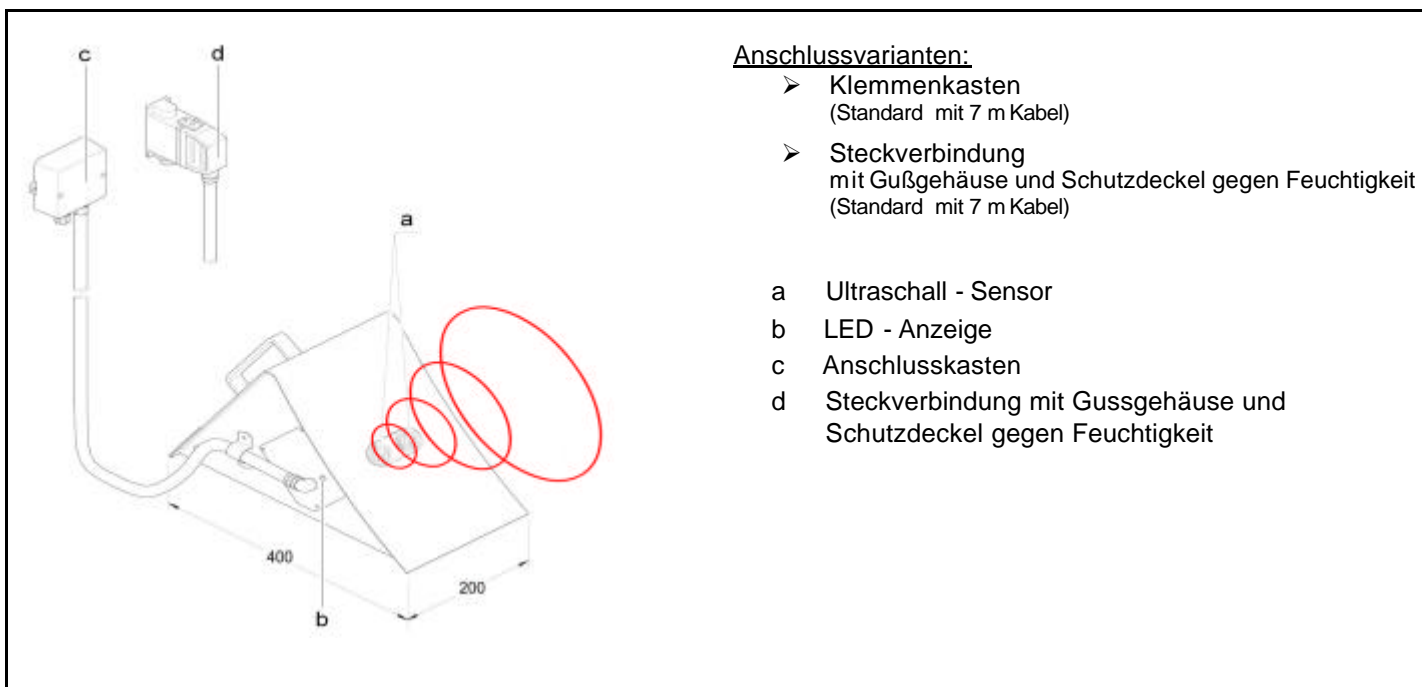 c
d
a
400
200
b
Anschlussvarianten:
➢ Klemmenkasten
(Standard mit 7 m Kabel)
➢ Steckverbindung
mit Gußgehäuse und Schutzdeckel gegen Feuchtigkeit
(Standard mit 7 m Kabel)
a Ultraschall - Sensor
b LED - Anzeige
c Anschlusskasten
d Steckverbindung mit Gussgehäuse und
Schutzdeckel gegen Feuchtigkeit